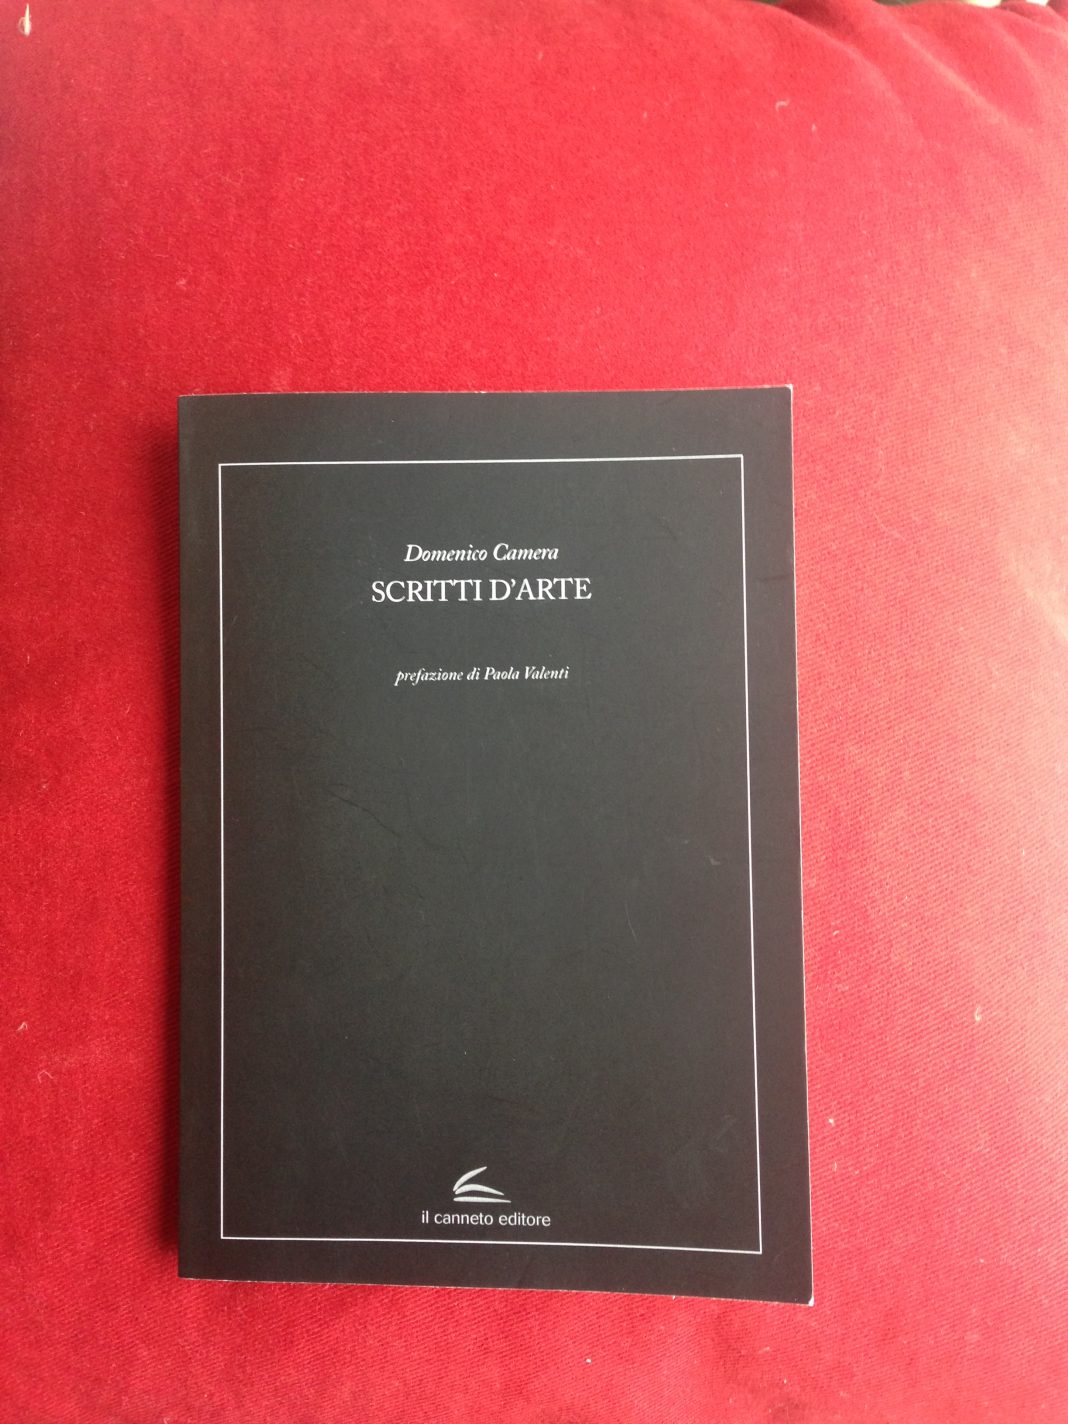 Domenico Camera
SCRITTI D'ARTE
prefazione di Paola Valenti
il canneto editore